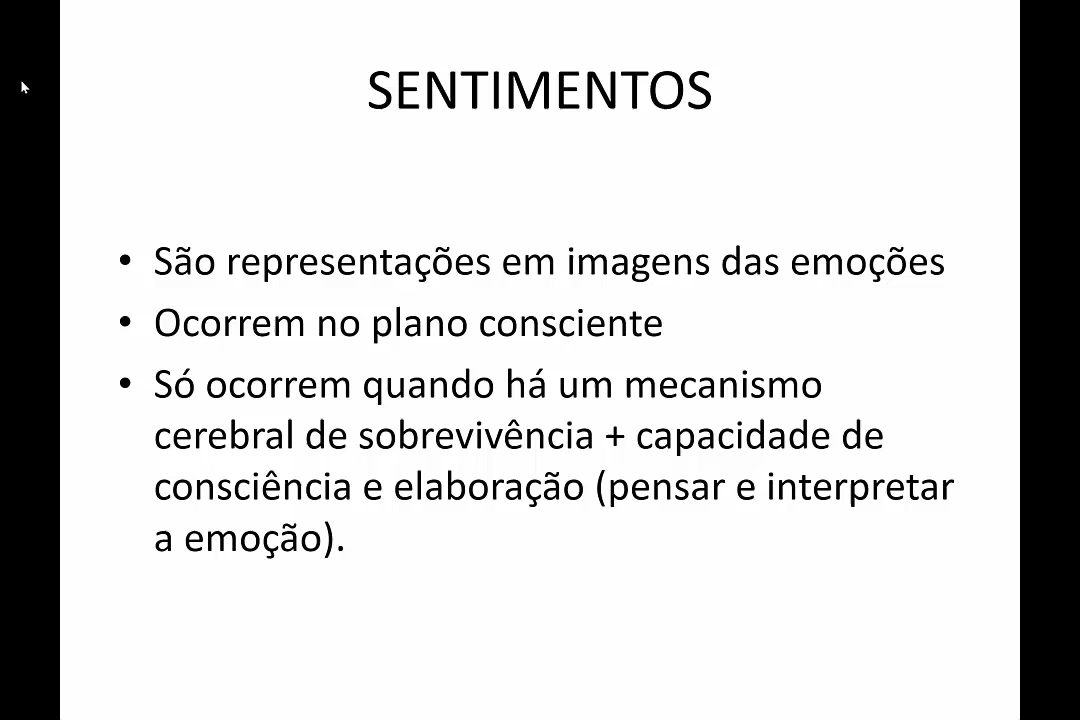 SENTIMENTOS
• São representações em imagens das emoções
• Ocorrem no plano consciente
• Só ocorrem quando há um mecanismo
cerebral de sobrevivência + capacidade de
consciência e elaboração (pensar e interpretar
a emoção).